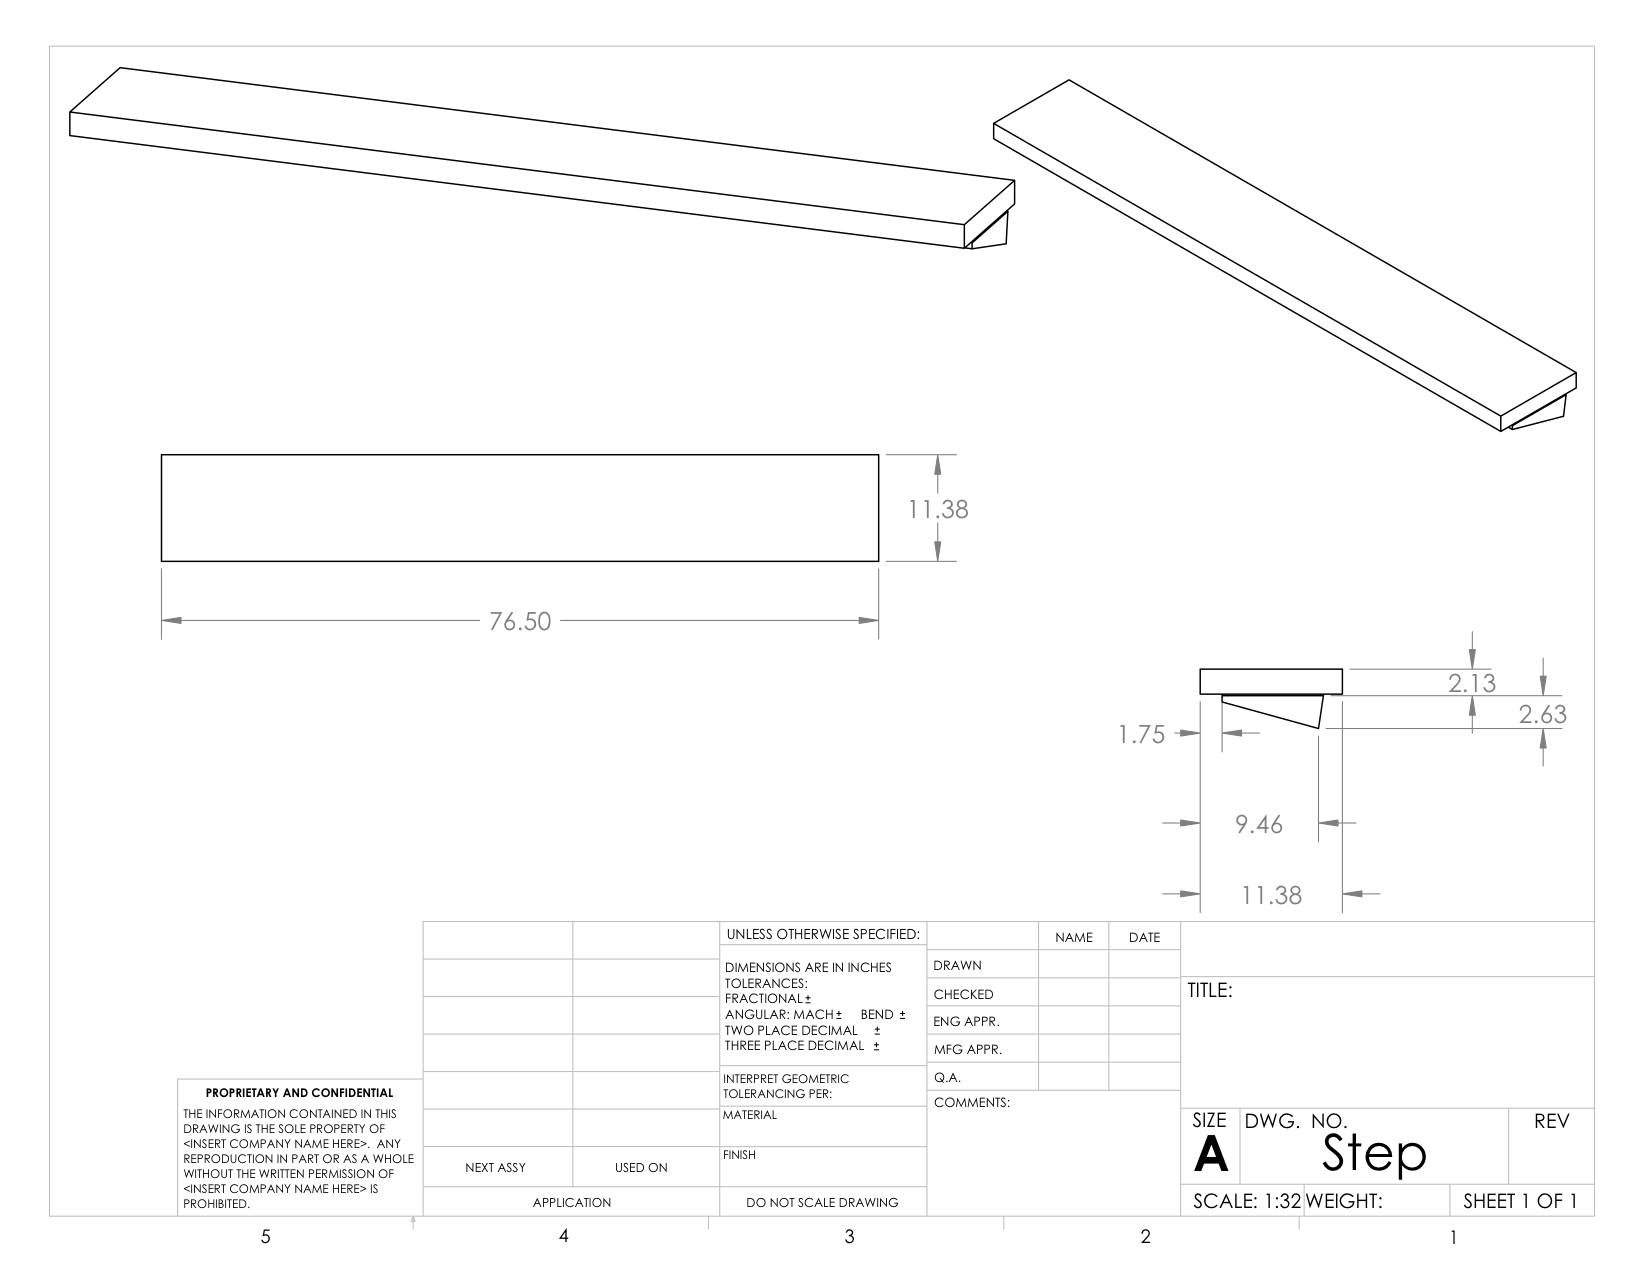 11.38
76.50
2.13
2.63
1.75
9.46
11.38
UNLESS OTHERWISE SPECIFIED:
DIMENSIONS ARE IN INCHES
TOLERANCES:
FRACTIONAL ±
ANGULAR: MACH ± BEND ±
TWO PLACE DECIMAL ±
THREE PLACE DECIMAL ±
INTERPRET GEOMETRIC
TOLERANCING PER:
MATERIAL
FINISH
DO NOT SCALE DRAWING
NAME DATE
DRAWN
CHECKED
ENG APPR.
MFG APPR.
Q.A.
COMMENTS:
TITLE:
SIZE DWG. NO. REV
A Step
SCALE: 1:32 WEIGHT: SHEET 1 OF 1
PROPRIETARY AND CONFIDENTIAL
THE INFORMATION CONTAINED IN THIS
DRAWING IS THE SOLE PROPERTY OF
<INSERT COMPANY NAME HERE>. ANY
REPRODUCTION IN PART OR AS A WHOLE
WITHOUT THE WRITTEN PERMISSION OF
<INSERT COMPANY NAME HERE> IS
PROHIBITED.
NEXT ASSY USED ON
APPLICATION
5 4 3 2 1